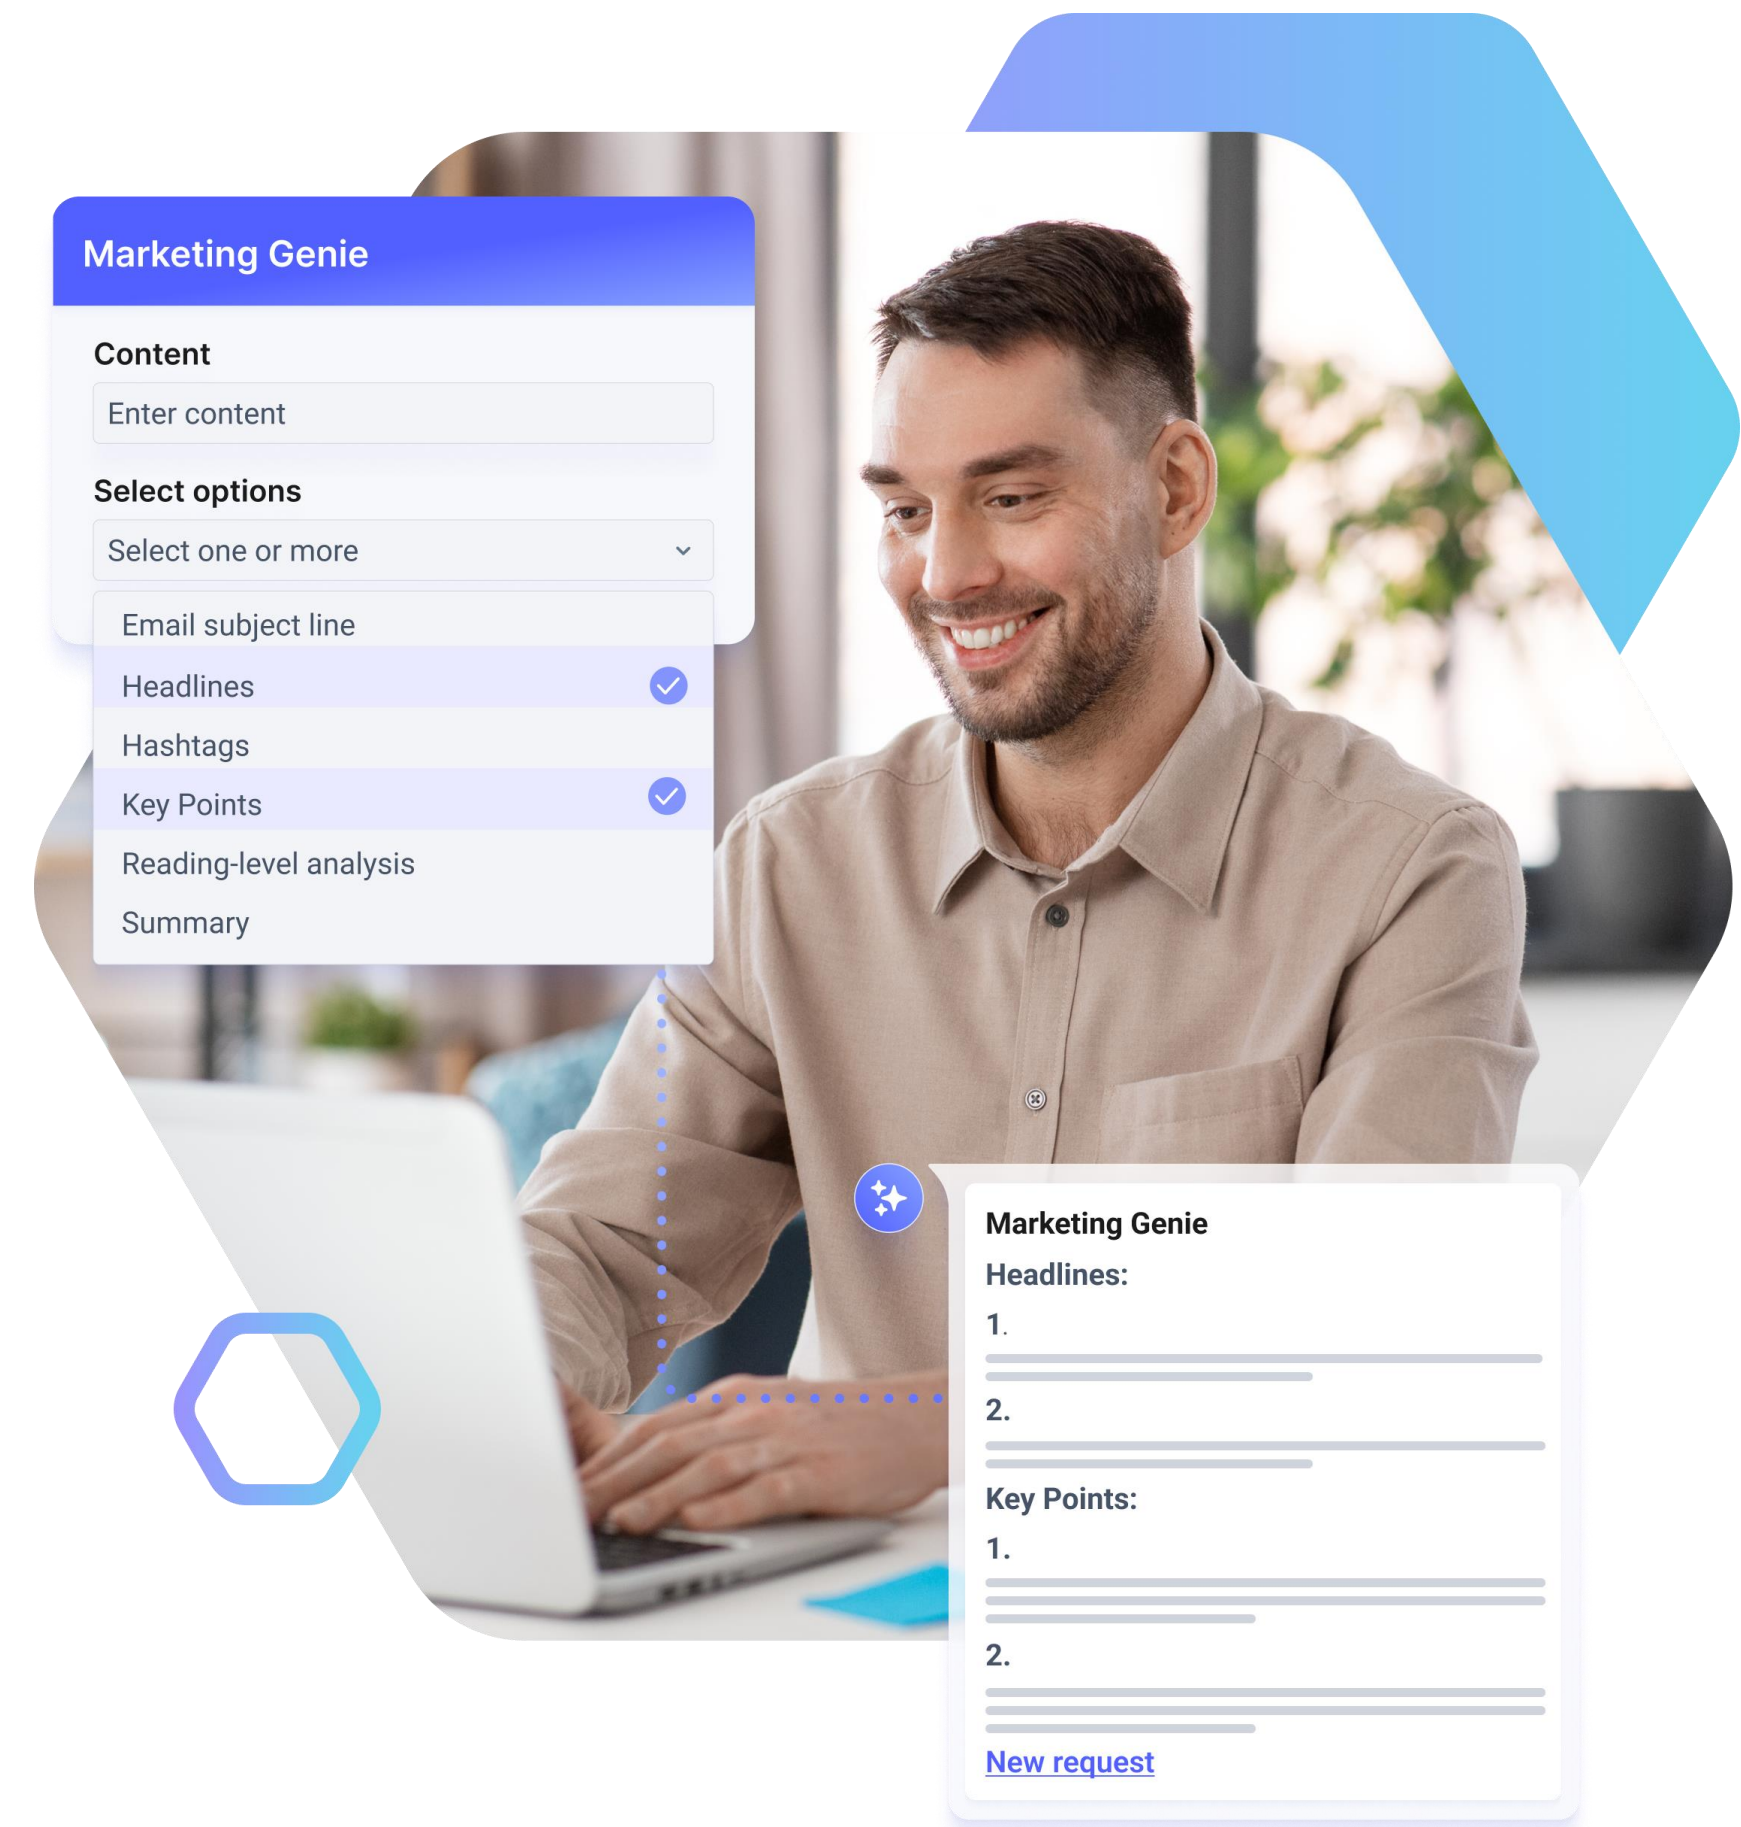 Marketing Genie
Content
Enter content
Select options
Select one or more
Email subject line
Headlines
Hashtags
Key Points
Reading-level analysis
Summary
Marketing Genie
Headlines:
1.
2.
Key Points:
1.
2.
New request